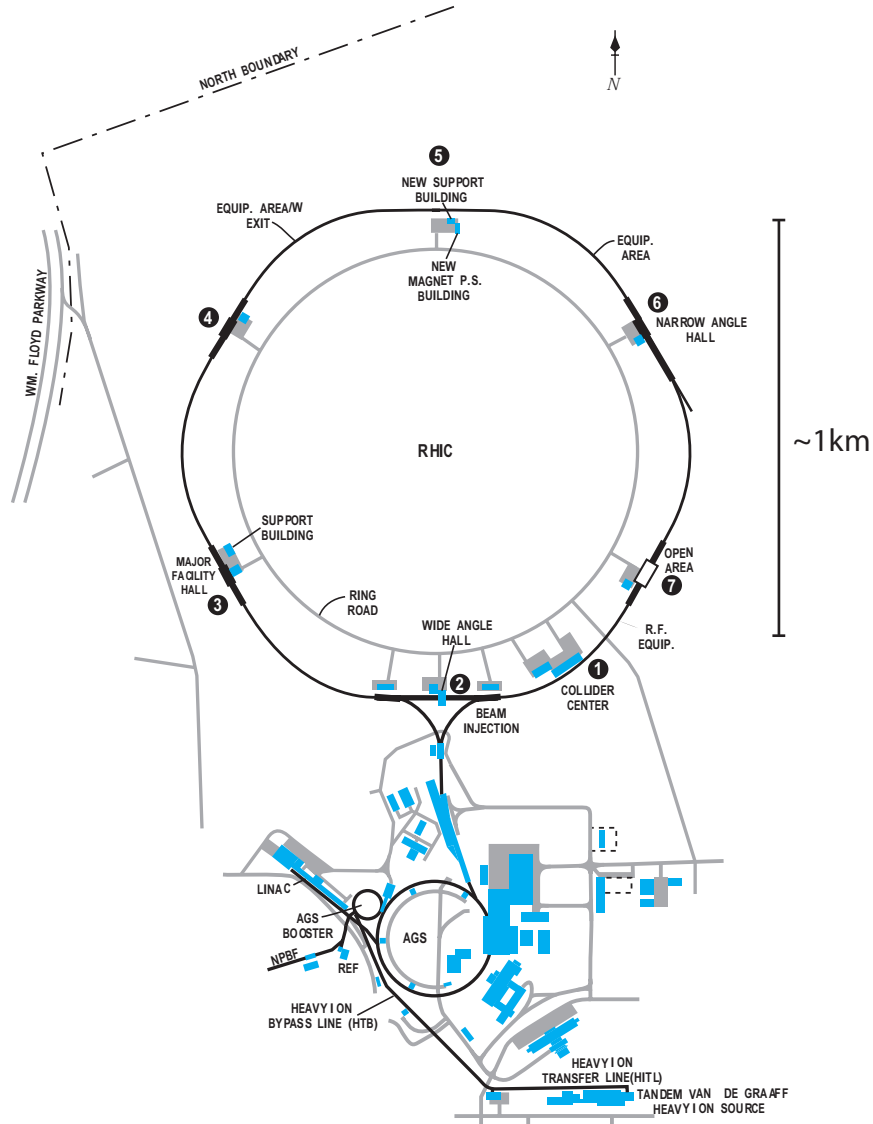 NORTH BOUNDARY
N
5
NEW SUPPORT
BUILDING
EQUIP. AREA/W
EXIT
EQUIP.
AREA
NEW
MAGNET P.S.
BUILDING
WM. FLOYD PARKWAY
4
6
NARROW ANGLE
HALL
RHIC
~1km
SUPPORT
BUILDING
MAJOR
FACILITY
HALL
3
OPEN
AREA
7
RING
ROAD
WIDE ANGLE
HALL
R.F.
EQUIP.
2
1
COLLIDER
CENTER
BEAM
INJECTION
LINAC
AGS
BOOSTER
AGS
NPBF
REF
HEAVY ION
BYPASS LINE (HTB)
HEAVY ION
TRANSFER LINE(HITL)
TANDEM VAN DE GRAAFF
HEAVY ION SOURCE